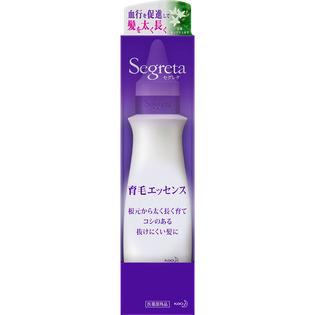 血行を促進して
髪も太く長く
Segreta
セグレタ
育毛エッセンス
根元から太く長く育て
コシのある
抜けにくい髪に
医薬部外品
Kao